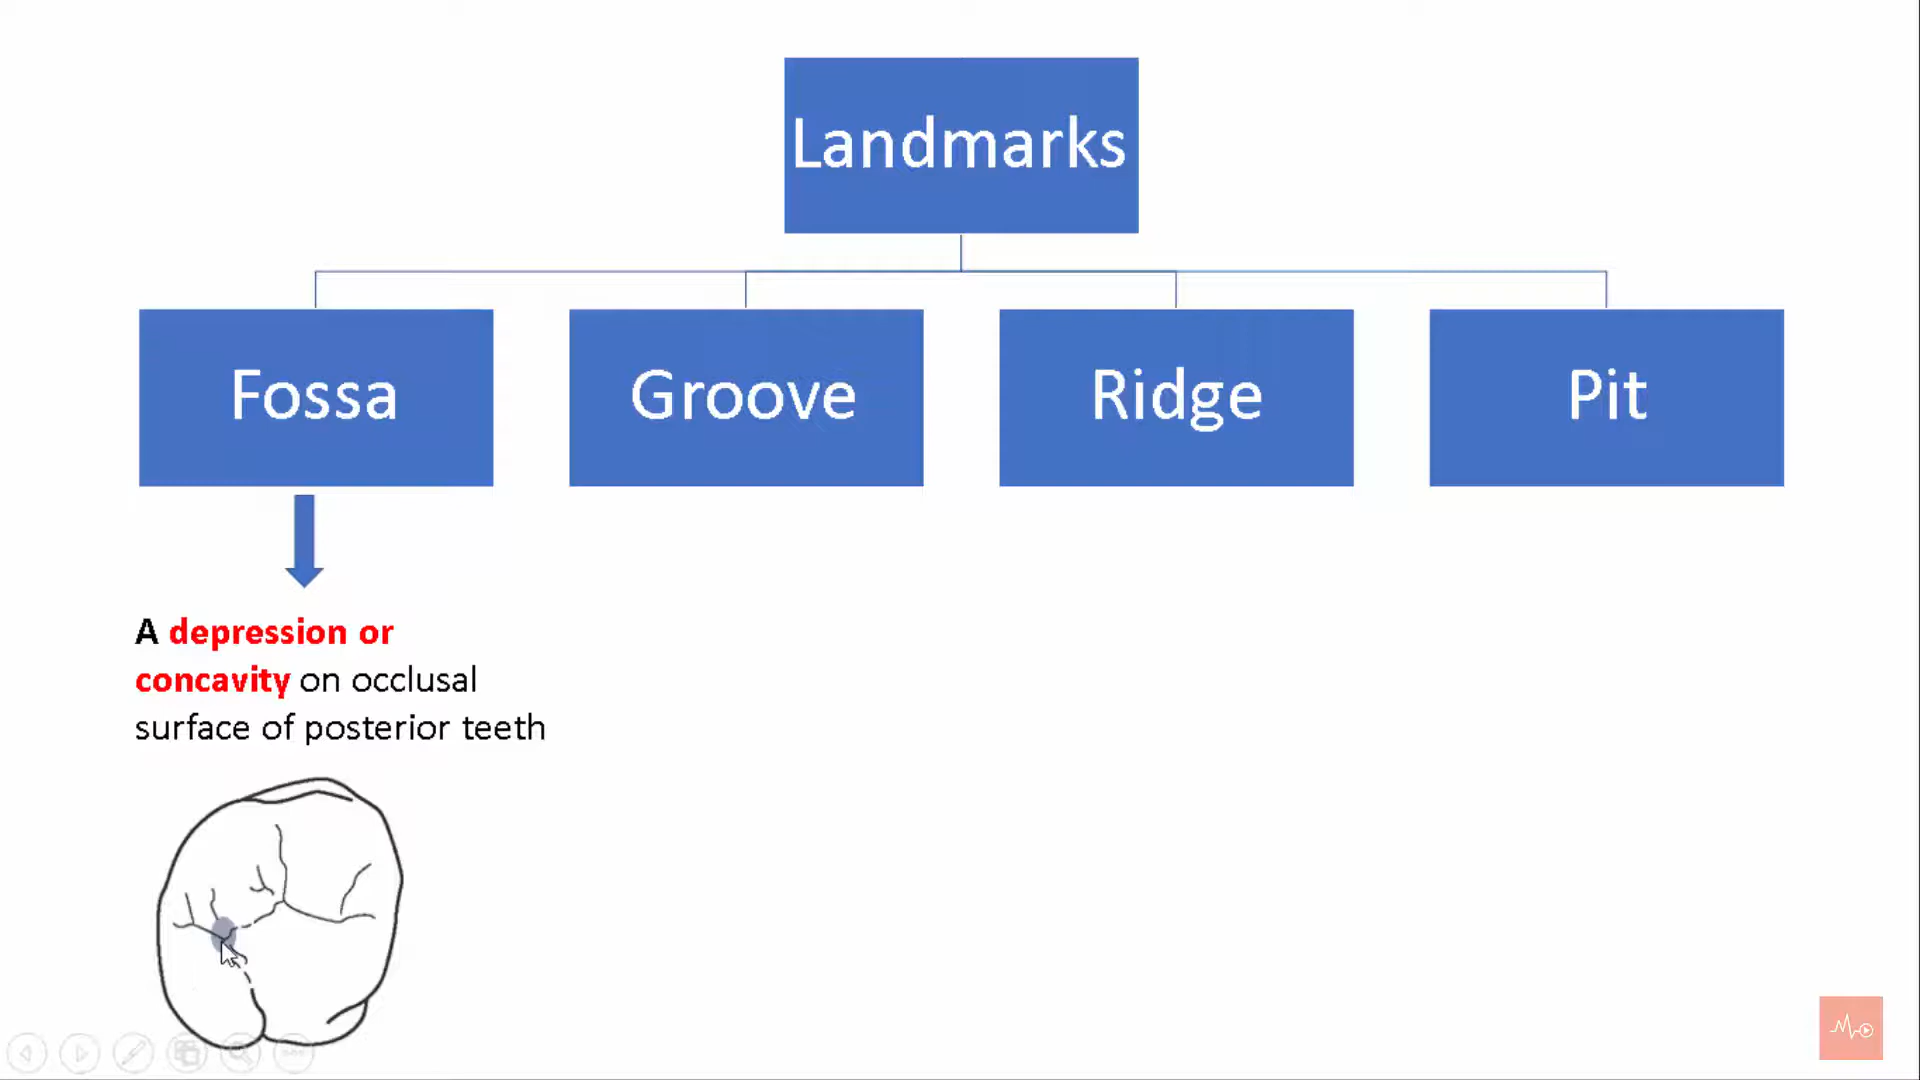 Landmarks
Fossa
Groove
Ridge
Pit
A depression or
concavity on occlusal
surface of posterior teeth